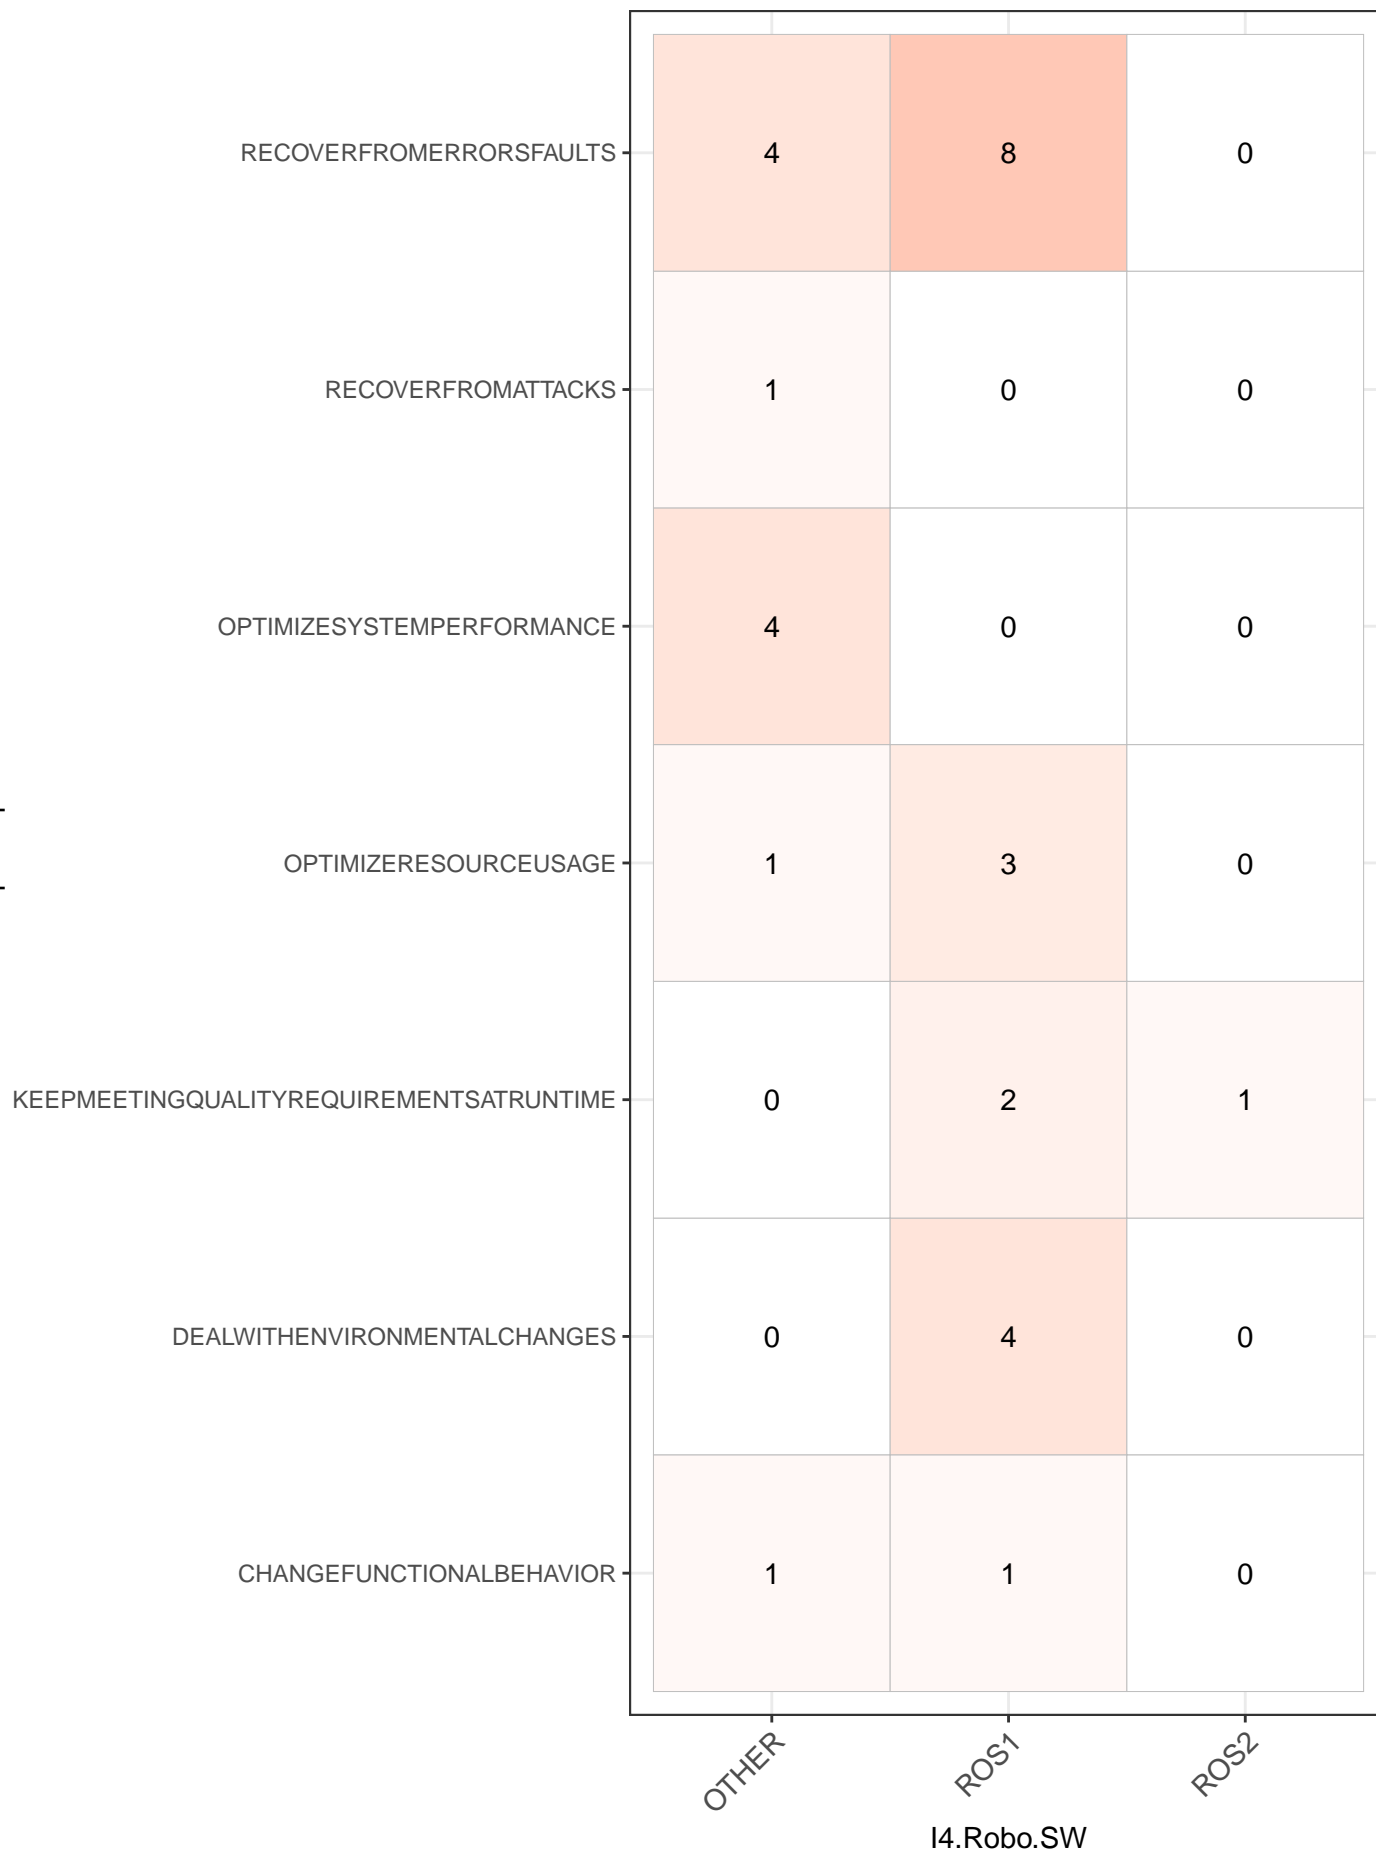 RECOVERFROMERRORSFAULTS 4 8 0
RECOVERFROMATTACKS 1 0 0
OPTIMIZESYSTEMPERFORMANCE 4 0 0
OPTIMIZERESOURCEUSAGE 1 3 0
KEEPMEETINGQUALITYREQUIREMENTSATRUNTIME 0 2 1
DEALWITHENVIRONMENTALCHANGES 0 4 0
CHANGEFUNCTIONALBEHAVIOR 1 1 0
OTHER ROS1 ROS2
I4.Robo.SW